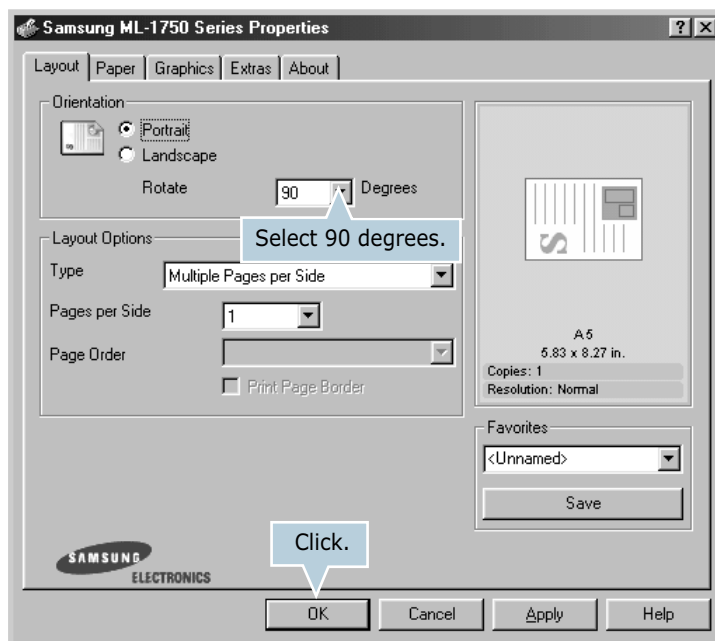 Samsung ML-1750 Series Properties
Layout Paper Graphics Extras About
Orientation
Portrait
Landscape
Rotate 90 Degrees
Select 90 degrees.
Layout Options
Type Multiple Pages per Side
Pages per Side 1
Page Order
Print Page Border
A5
5.83 x 8.27 in.
Copies: 1
Resolution: Normal
Favorites
<Unnamed>
Save
SAMSUNG
ELECTRONICS
Click.
OK Cancel Apply Help